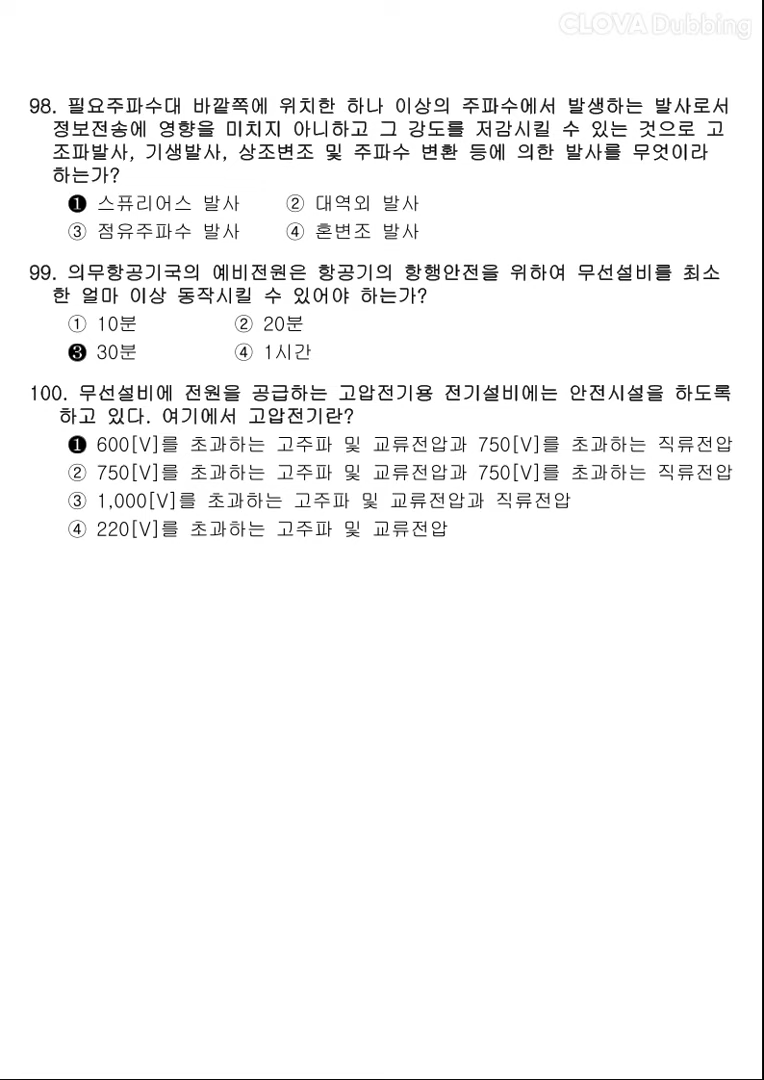 CLOVA Dubbing
98. 필요주파수대 바깥쪽에 위치한 하나 이상의 주파수에서 발생하는 발사로서
정보전송에 영향을 미치지 아니하고 그 강도를 저감시킬 수 있는 것으로 고
조파발사, 기생발사, 상조변조 및 주파수 변환 등에 의한 발사를 무엇이라
하는가?
❶ 스퓨리어스 발사 ② 대역외 발사
③ 점유주파수 발사 ④ 혼변조 발사
99. 의무항공기국의 예비전원은 항공기의 항행안전을 위하여 무선설비를 최소
한 얼마 이상 동작시킬 수 있어야 하는가?
① 10분 ② 20분
❸ 30분 ④ 1시간
100. 무선설비에 전원을 공급하는 고압전기용 전기설비에는 안전시설을 하도록
하고 있다. 여기에서 고압전기란?
❶ 600[V]를 초과하는 고주파 및 교류전압과 750[V]를 초과하는 직류전압
② 750[V]를 초과하는 고주파 및 교류전압과 750[V]를 초과하는 직류전압
③ 1,000[V]를 초과하는 고주파 및 교류전압과 직류전압
④ 220[V]를 초과하는 고주파 및 교류전압